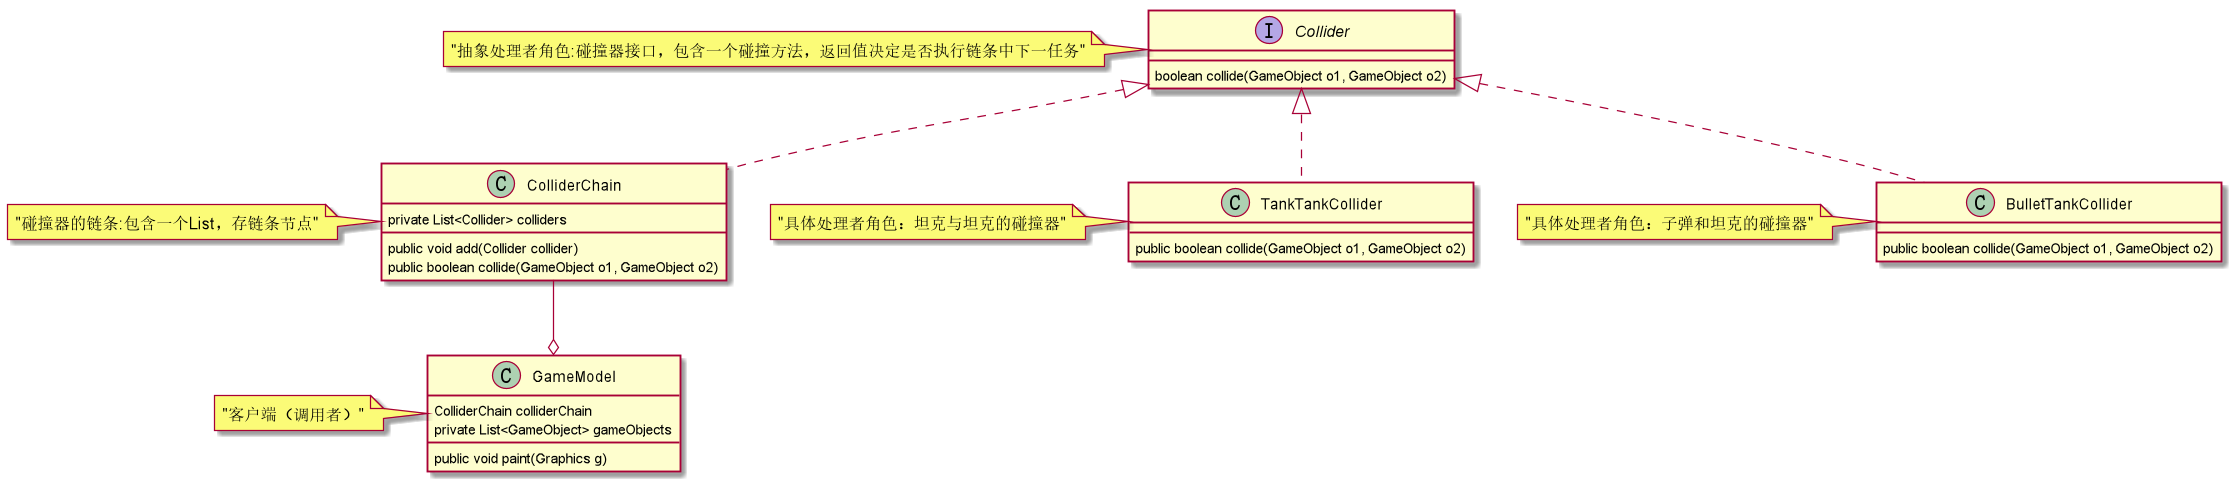 "抽象处理者角色:碰撞器接口，包含一个碰撞方法，返回值决定是否执行链条中下一任务"
I
Collider
boolean collide(GameObject o1, GameObject o2)
"碰撞器的链条:包含一个List，存链条节点"
C
ColliderChain
private List<Collider> colliders
public void add(Collider collider)
public boolean collide(GameObject o1, GameObject o2)
"具体处理者角色：坦克与坦克的碰撞器"
C
TankTankCollider
public boolean collide(GameObject o1, GameObject o2)
"具体处理者角色：子弹和坦克的碰撞器"
C
BulletTankCollider
public boolean collide(GameObject o1, GameObject o2)
"客户端（调用者）"
C
GameModel
ColliderChain colliderChain
private List<GameObject> gameObjects
public void paint(Graphics g)